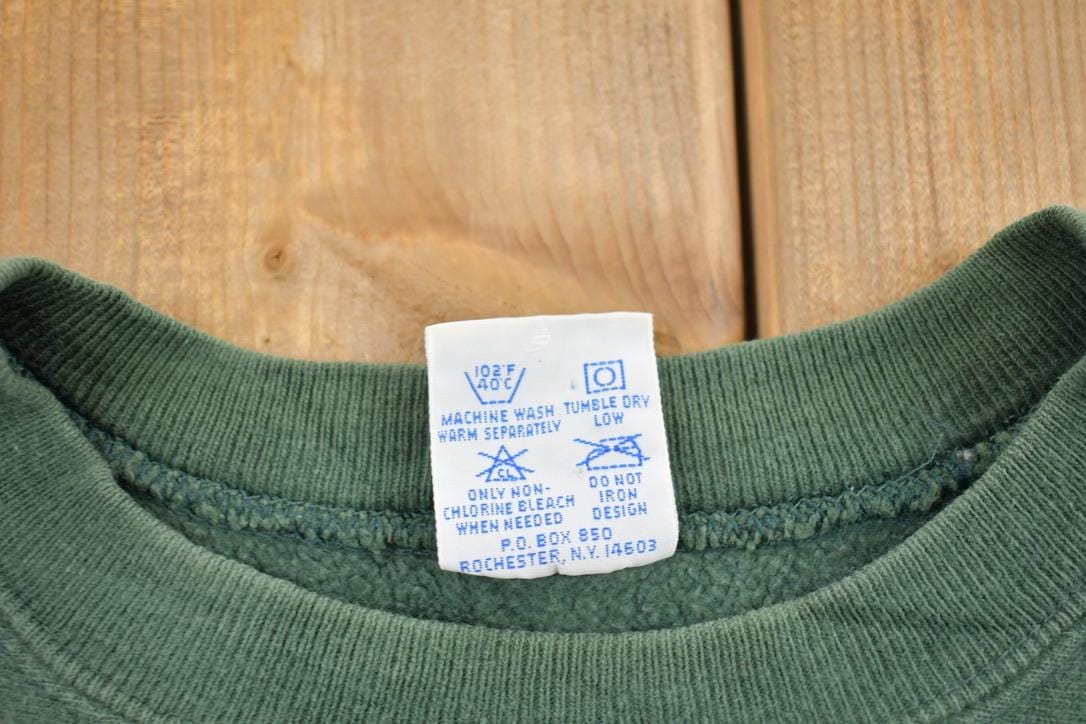 102°F
40°C
MACHINE WASH
WARM SEPARATELY
TUMBLE DRY
LOW
CL
ONLY NON-
CHLORINE BLEACH
WHEN NEEDED
DO NOT
IRON
DESIGN
P.O. BOX 850
ROCHESTER, N.Y. 14603